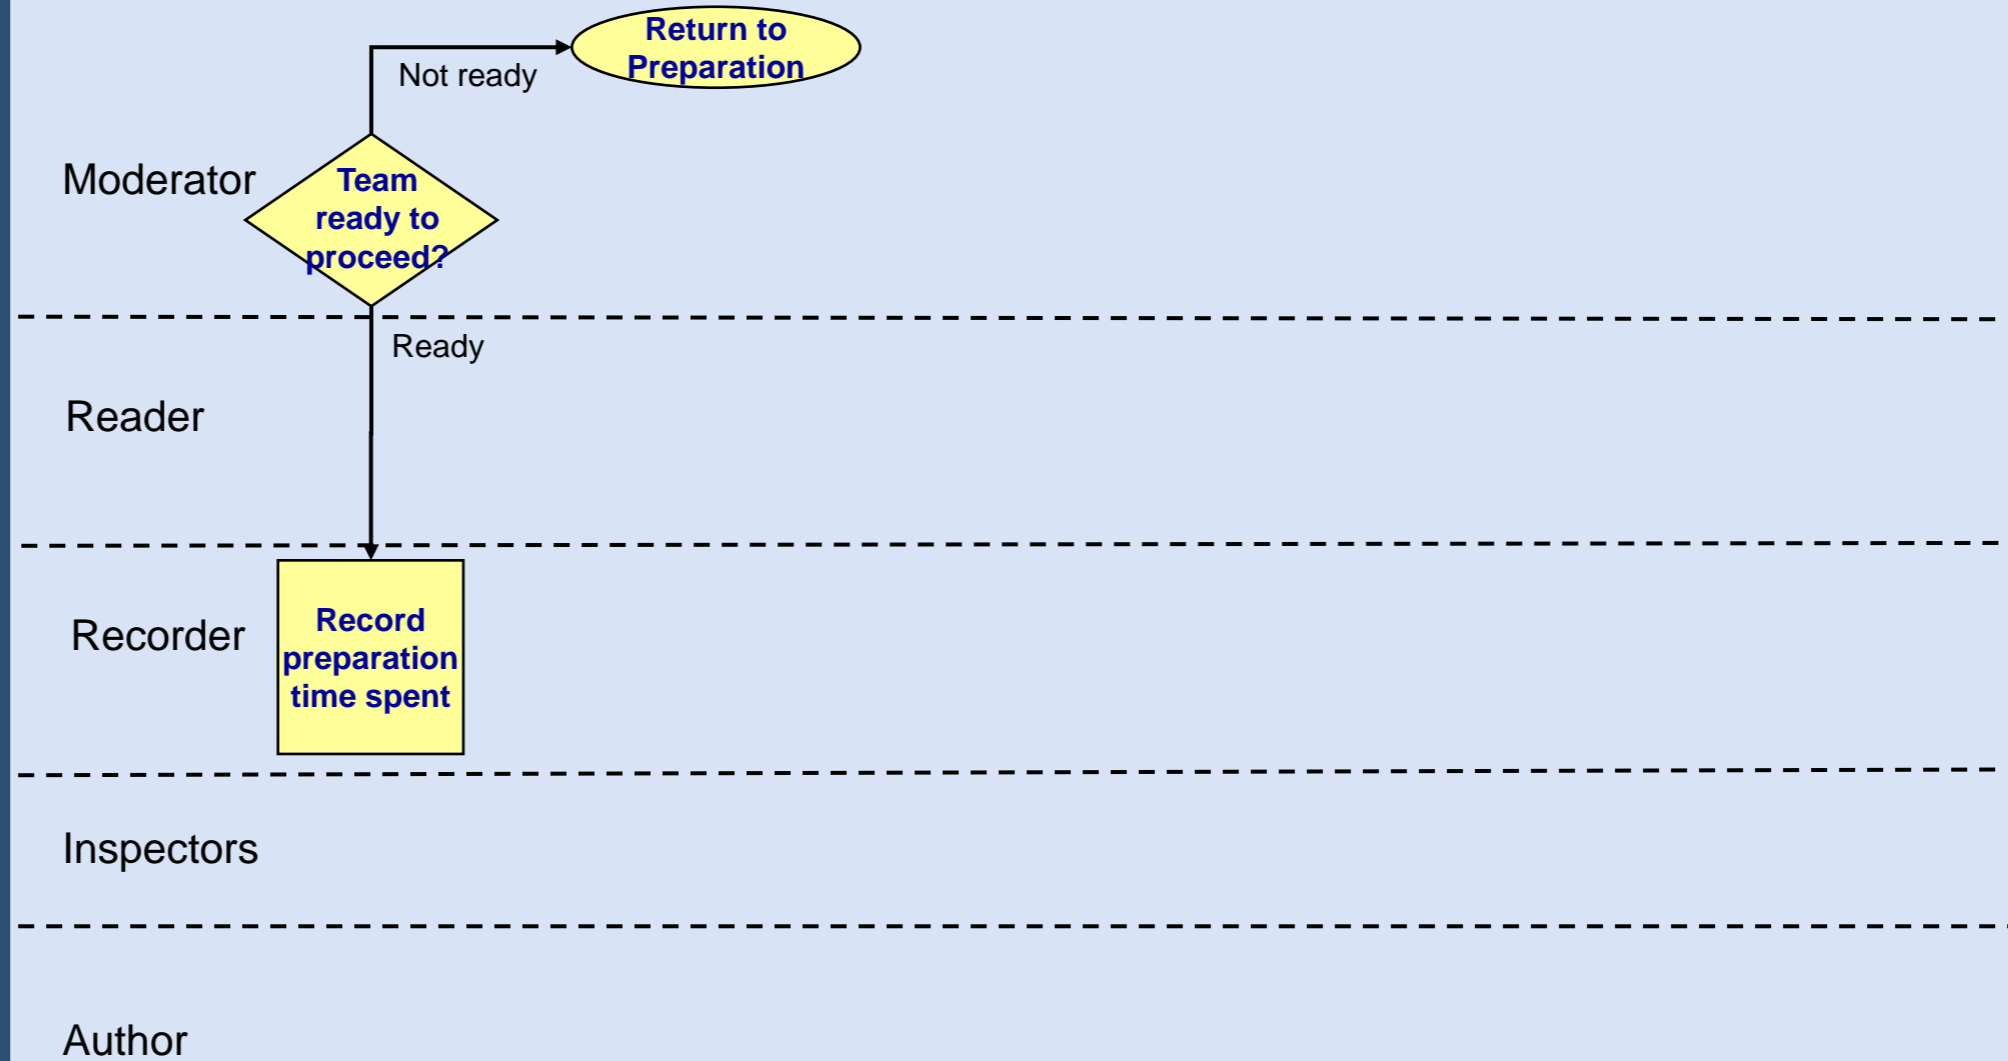 Return to
Preparation
Not ready
Moderator
Team
ready to
proceed?
Ready
Reader
Recorder
Record
preparation
time spent
Inspectors
Author